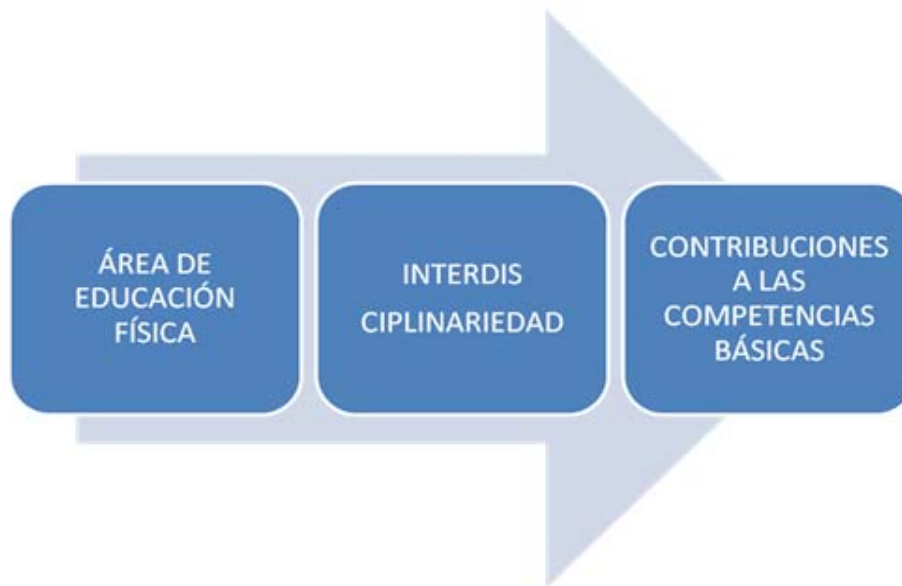 ÁREA DE
EDUCACIÓN
FÍSICA
INTERDIS
CIPLINARIEDAD
CONTRIBUCIONES
A LAS
COMPETENCIAS
BÁSICAS